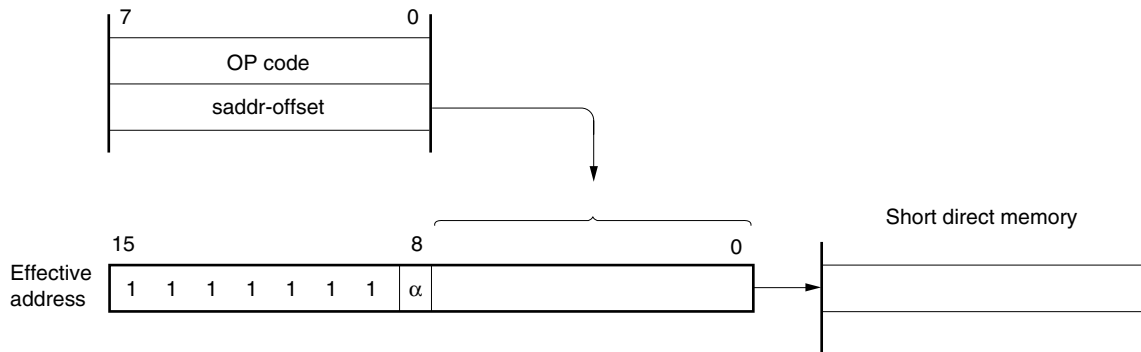 7 0
OP code
saddr-offset
Short direct memory
15 8 0
Effective
address
1 1 1 1 1 1 1 α